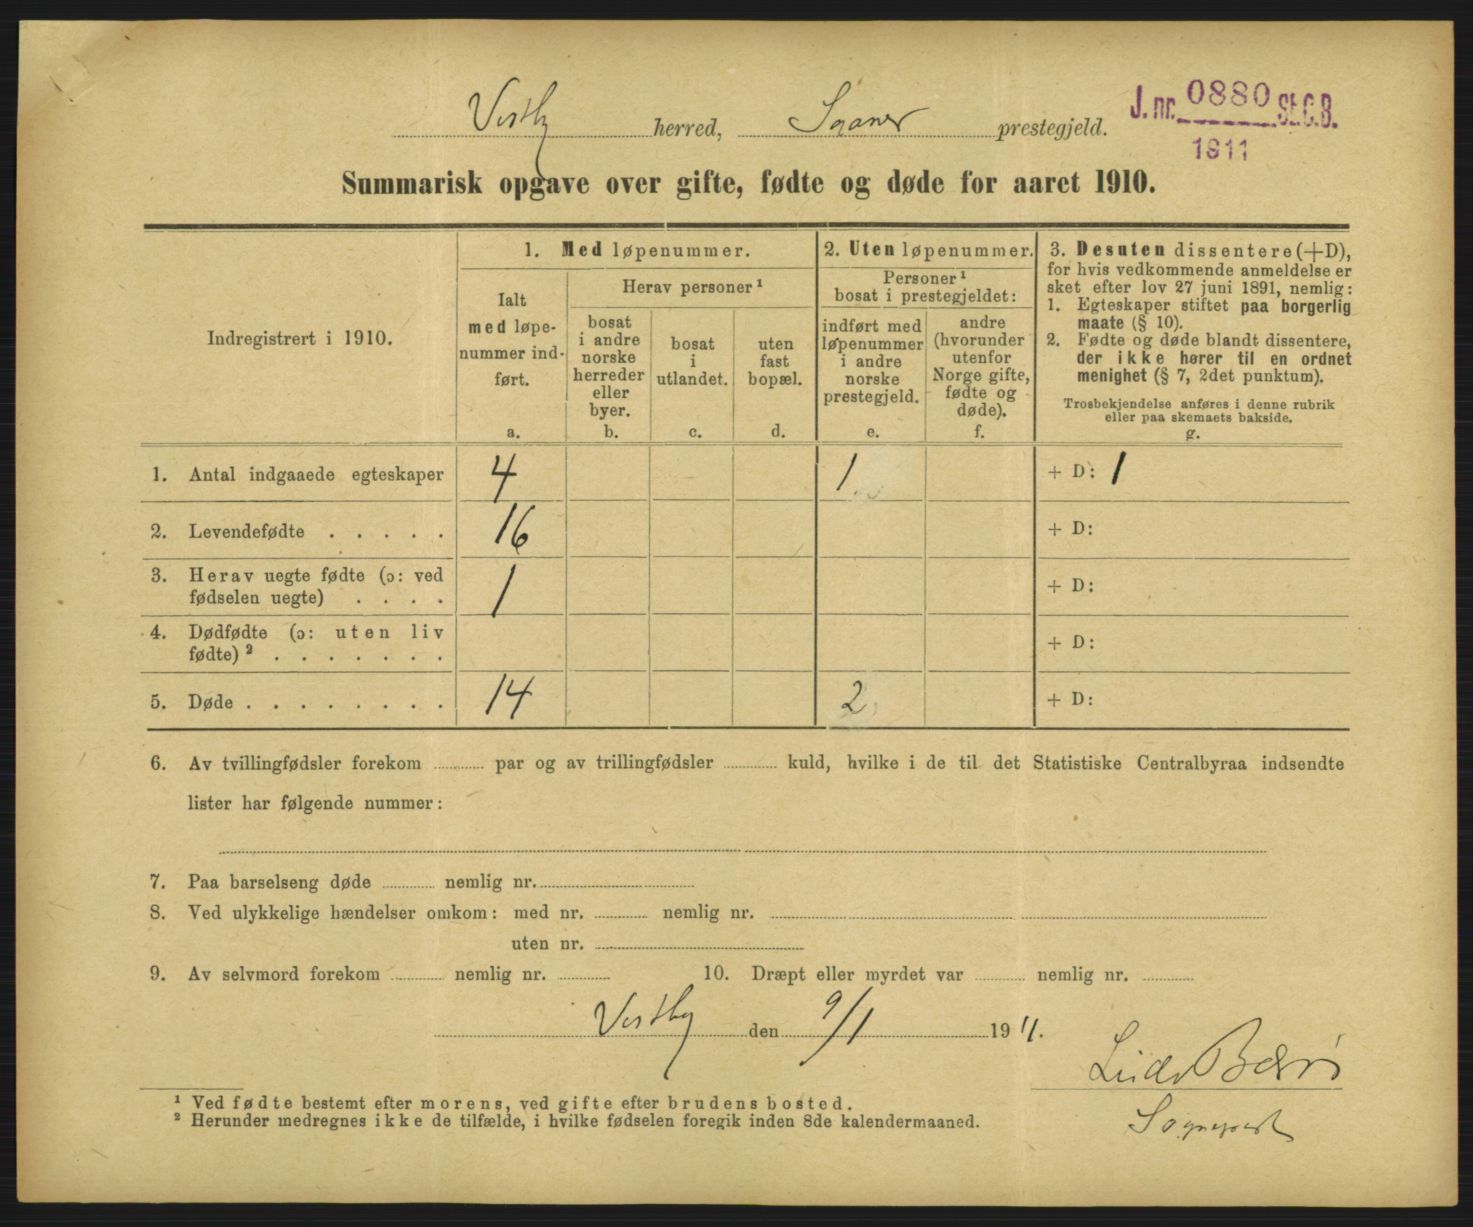 Vestby herred, Soner prestegjeld.
J. nr. 0880 St.C.B.
1911
Summarisk opgave over gifte, fødte og døde for aaret 1910.
Indregistrert i 1910.
1. Med løpenummer.
Ialt
med løpe-
nummer ind-
ført.
a.
Herav personer ¹
bosat
i andre
norske
herreder
eller
byer.
b.
bosat
i
utlandet.
c.
uten
fast
bopæl.
d.
2. Uten løpenummer.
Personer ¹
bosat i prestegjeldet:
indført med
løpenummer
i andre
norske
prestegjeld.
e.
andre
(hvorunder
utenfor
Norge gifte,
fødte og
døde).
f.
3. Desuten dissentere (+D),
for hvis vedkommende anmeldelse er
sket efter lov 27 juni 1891, nemlig:
1. Egteskaper stiftet paa borgerlig
maate (§ 10).
2. Fødte og døde blandt dissentere,
der ikke hører til en ordnet
menighet (§ 7, 2det punktum).
Trosbekjendelse anføres i denne rubrik
eller paa skemaets bakside.
g.
1. Antal indgaaede egteskaper 4 1 + D: 1
2. Levendefødte . . . . . 16 + D:
3. Herav uegte fødte (ɔ: ved
fødselen uegte) . . . . 1 + D:
4. Dødfødte (ɔ: uten liv
fødte) ² . . . . . . . + D:
5. Døde . . . . . . . . 14 2 + D:
6. Av tvillingfødsler forekom par og av trillingfødsler kuld, hvilke i de til det Statistiske Centralbyraa indsendte
lister har følgende nummer:
7. Paa barselseng døde nemlig nr.
8. Ved ulykkelige hændelser omkom: med nr. nemlig nr.
uten nr.
9. Av selvmord forekom nemlig nr. 10. Dræpt eller myrdet var nemlig nr.
Vestby den 9/1 1911.
Sogneprest
¹ Ved fødte bestemt efter morens, ved gifte efter brudens bosted.
² Herunder medregnes ikke de tilfælde, i hvilke fødselen foregik inden 8de kalendermaaned.